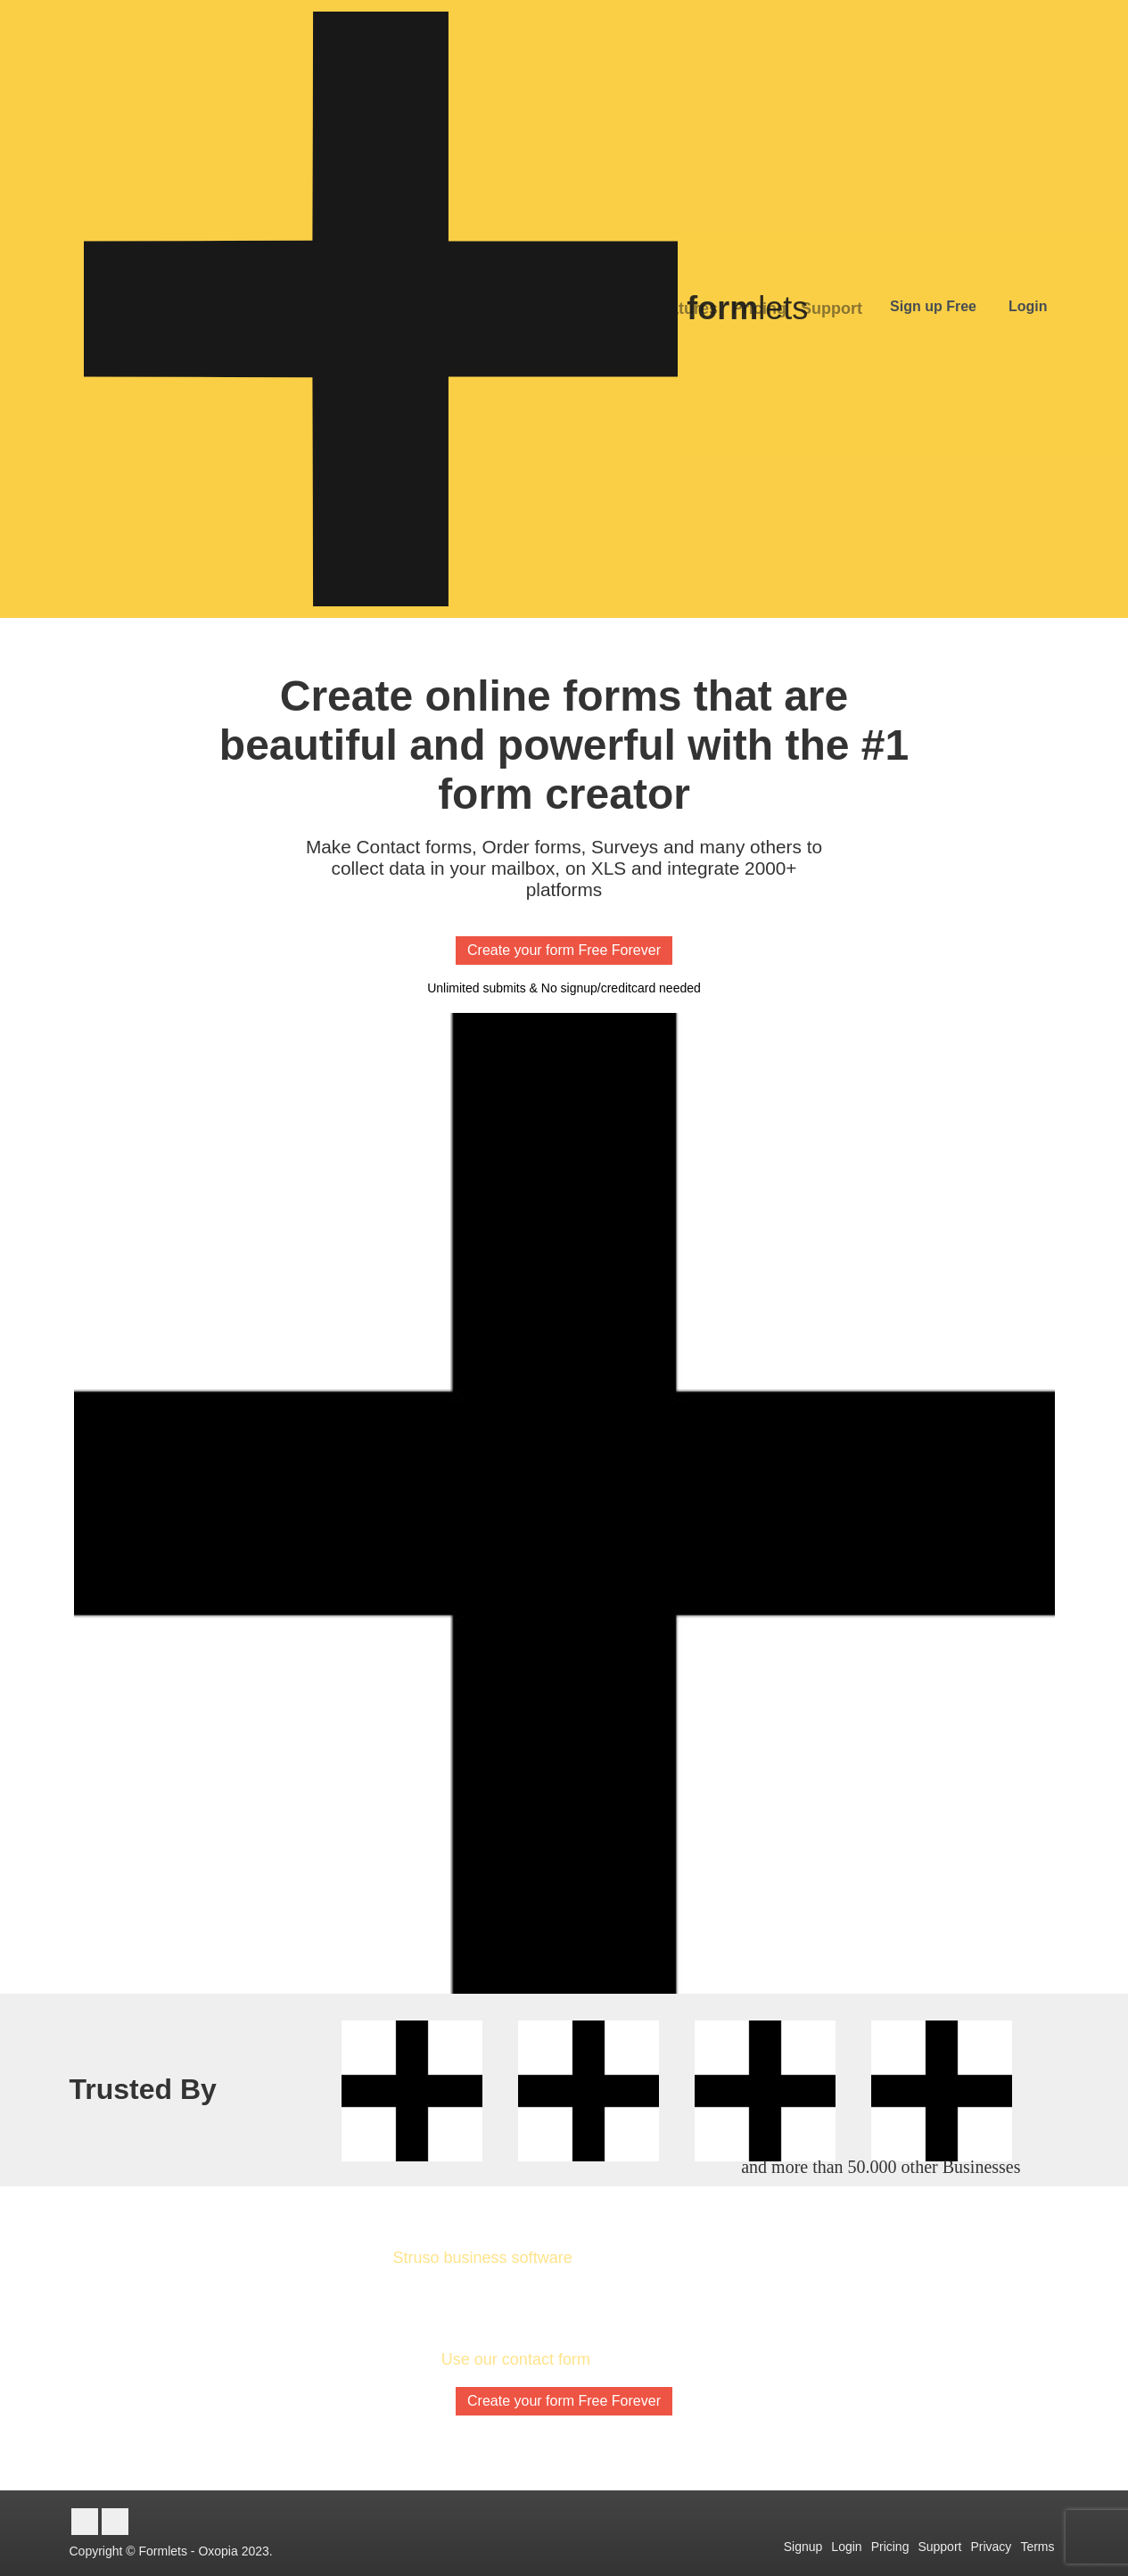 formlets
Pricing
Support
Sign up Free
Login
Create online forms that are
beautiful and powerful with the #1
form creator
Make Contact forms, Order forms, Surveys and many others to
collect data in your mailbox, on XLS and integrate 2000+
platforms
Create your form Free Forever
Unlimited submits & No signup/creditcard needed
Trusted By
and more than 50.000 other Businesses
Struso business software
Use our contact form
Create your form Free Forever
Copyright © Formlets - Oxopia 2023.
Signup Login Pricing Support Privacy Terms